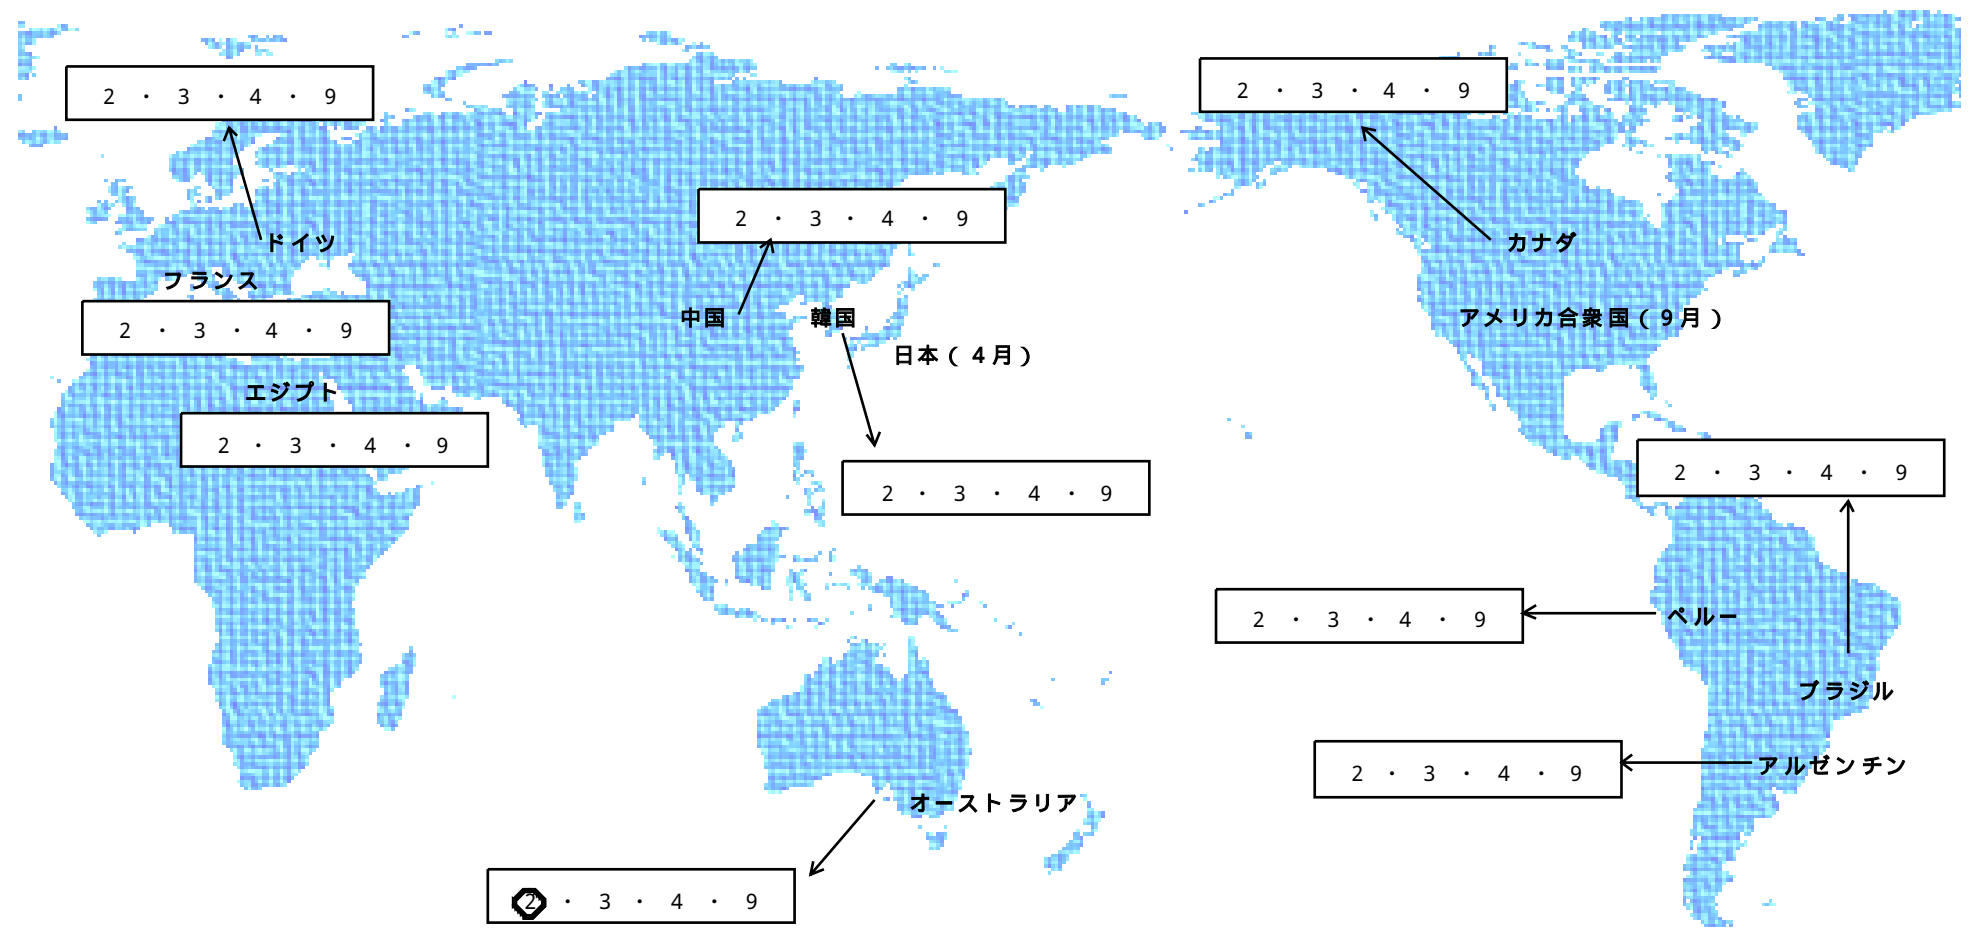 2 ・ 3 ・ 4 ・ 9
2 ・ 3 ・ 4 ・ 9
2 ・ 3 ・ 4 ・ 9
ドイツ
カナダ
フランス
2 ・ 3 ・ 4 ・ 9
中国
韓国
アメリカ合衆国(9月)
日本(4月)
エジプト
2 ・ 3 ・ 4 ・ 9
2 ・ 3 ・ 4 ・ 9
2 ・ 3 ・ 4 ・ 9
2 ・ 3 ・ 4 ・ 9
ペルー
ブラジル
2 ・ 3 ・ 4 ・ 9
アルゼンチン
オーストラリア
2 ・ 3 ・ 4 ・ 9